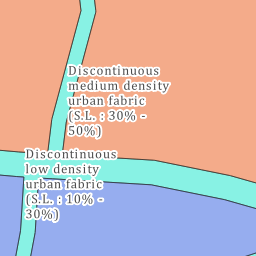 Discontinuous
medium density
urban fabric
(S.L. : 30% -
50%)
Discontinuous
low density
urban fabric
(S.L. : 10% -
30%)